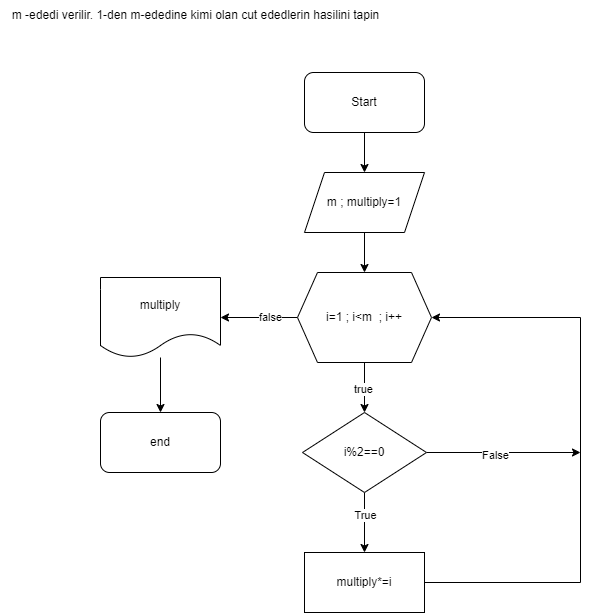 m -ededi verilir. 1-den m-ededine kimi olan cut ededlerin hasilini tapin
Start
m ; multiply=1
i=1 ; i<m ; i++
false
multiply
end
true
i%2==0
False
True
multiply*=i